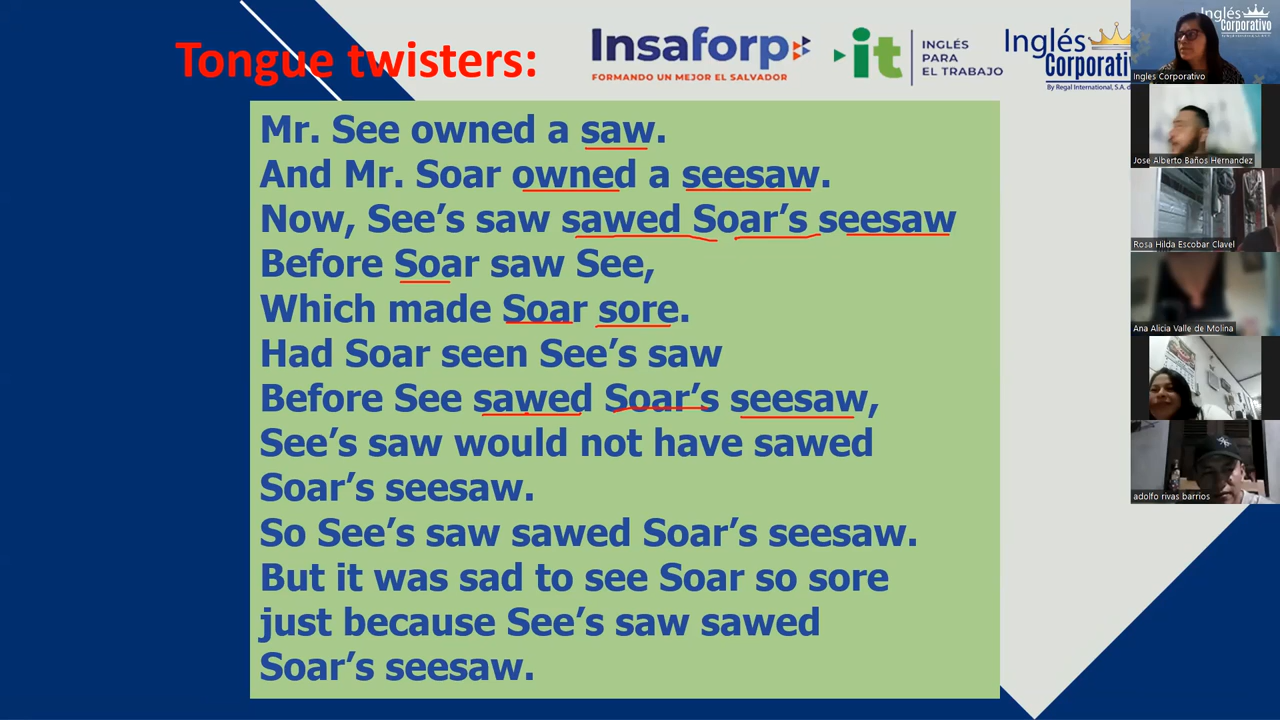 Tongue twisters:
Insaforp
FORMANDO UN MEJOR EL SALVADOR
it
INGLÉS
PARA
EL TRABAJO
Inglés
Corporativ
By Regal International, S.A. d
Mr. See owned a saw.
And Mr. Soar owned a seesaw.
Now, See’s saw sawed Soar’s seesaw
Before Soar saw See,
Which made Soar sore.
Had Soar seen See’s saw
Before See sawed Soar’s seesaw,
See’s saw would not have sawed
Soar’s seesaw.
So See’s saw sawed Soar’s seesaw.
But it was sad to see Soar so sore
just because See’s saw sawed
Soar’s seesaw.
Inglés
Corporativo
Ingles Corporativo
Jose Alberto Baños Hernandez
Rosa Hilda Escobar Clavel
Ana Alicia Valle de Molina
adolfo rivas barrios